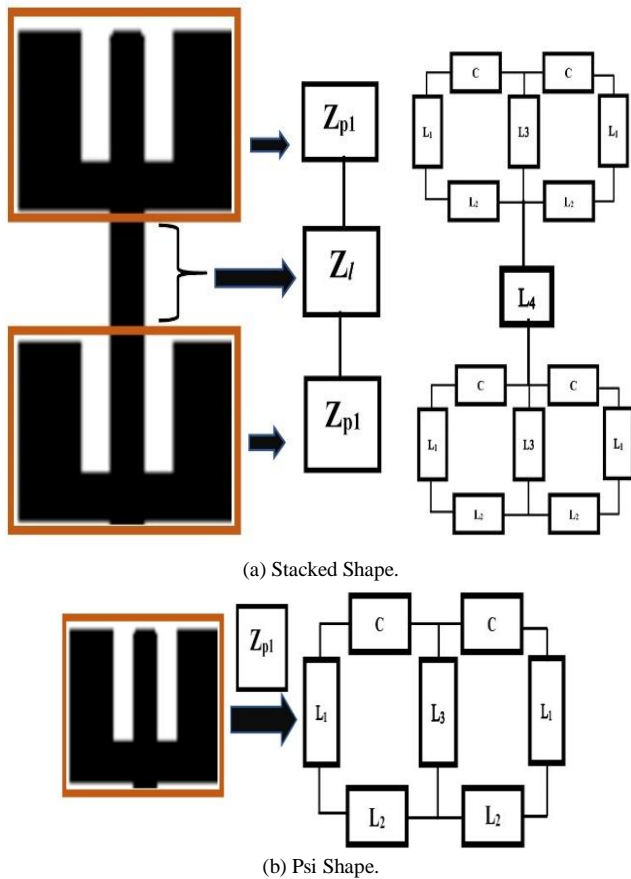 Zp1
C C
L1 L3 L1
L2 L2
Zl
L4
Zp1
C C
L1 L3 L1
L2 L2
(a) Stacked Shape.
Zp1
C C
L1 L3 L1
L2 L2
(b) Psi Shape.